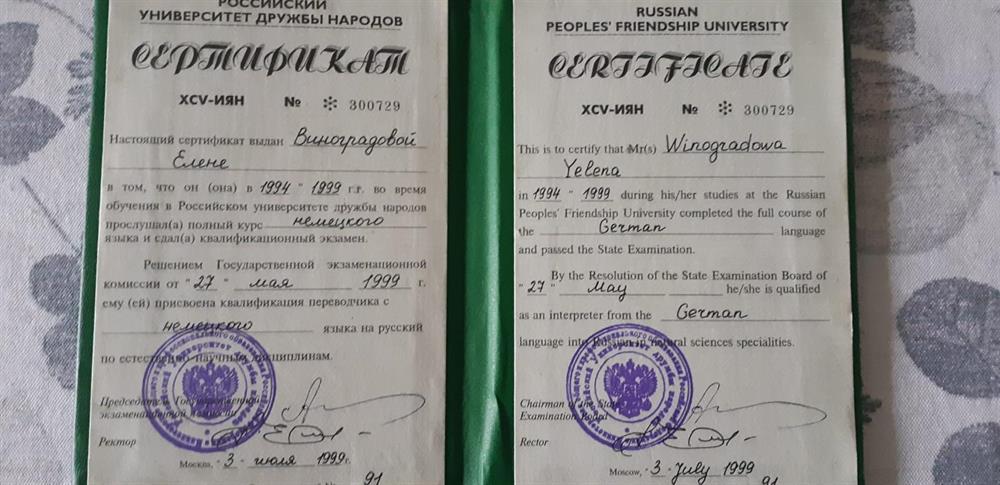 РОССИЙСКИЙ
УНИВЕРСИТЕТ ДРУЖБЫ НАРОДОВ
СЕРТИФИКАТ
ХСV-ИЯН № ✻ 300729
Настоящий сертификат выдан Виноградовой
Елене
в том, что он (она) в 1994 - 1999 г.г. во время
обучения в Российском университете дружбы народов
прослушал(а) полный курс немецкого
языка и сдал(а) квалификационный экзамен.
Решением Государственной экзаменационной
комиссии от "27" мая 1999 г.
ему (ей) присвоена квалификация переводчика с
немецкого языка на русский
по естественно-научным дисциплинам.
Председатель Государственной
экзаменационной комиссии
Ректор
Москва, 3 июля 1999г.
91
RUSSIAN
PEOPLES' FRIENDSHIP UNIVERSITY
CERTIFICATE
ХСV-ИЯН № ✻ 300729
This is to certify that Mr(s) Winogradowa
Yelena
in 1994 - 1999 during his/her studies at the Russian
Peoples' Friendship University completed the full course of
the German language
and passed the State Examination.
By the Resolution of the State Examination Board of
"27" May he/she is qualified
as an interpreter from the German
language into Russian in natural sciences specialities.
Chairman of the State
Examination Board
Rector
Moscow, 3 July 1999
91